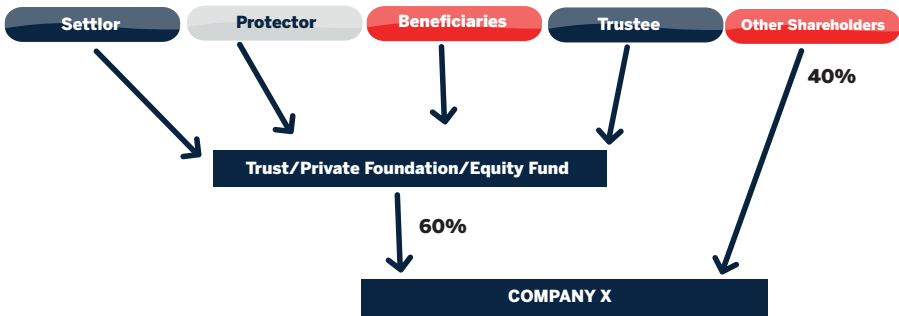 Settlor
Protector
Beneficiaries
Trustee
Other Shareholders
40%
Trust/Private Foundation/Equity Fund
60%
COMPANY X